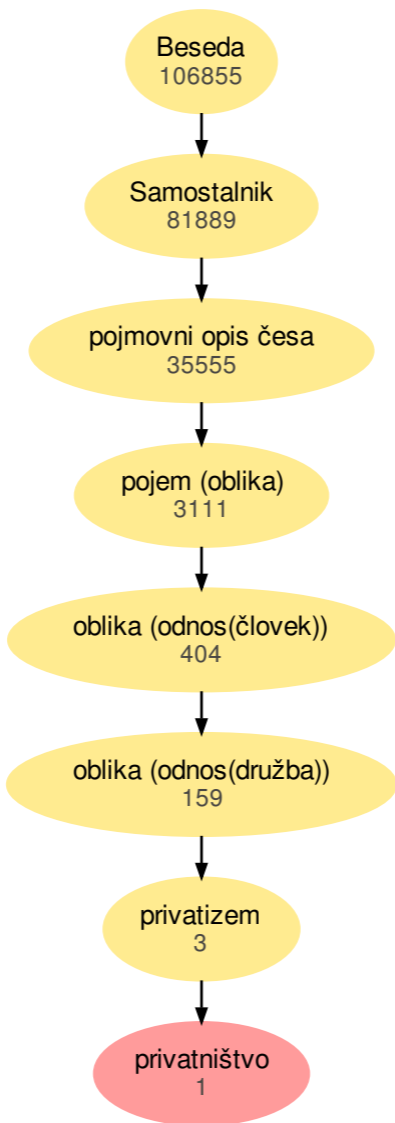 Beseda
106855
Samostalnik
81889
pojmovni opis česa
35555
pojem (oblika)
3111
oblika (odnos(človek))
404
oblika (odnos(družba))
159
privatizem
3
privatništvo
1